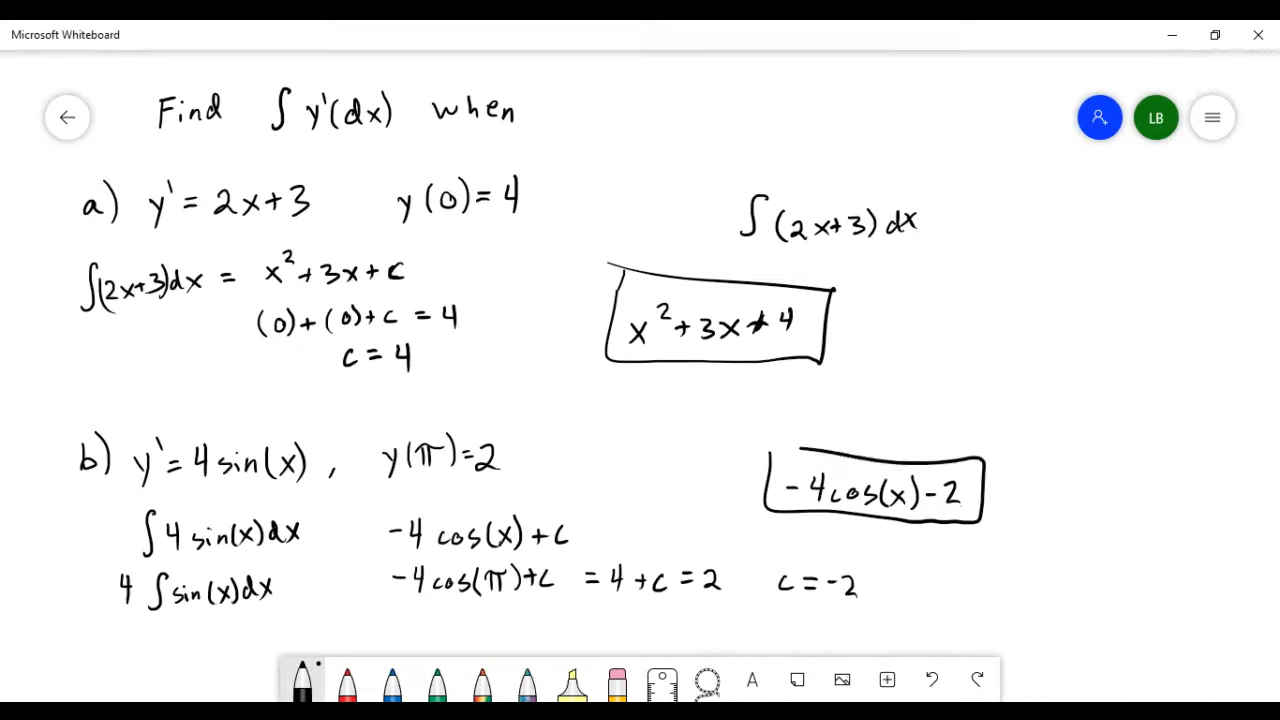 Microsoft Whiteboard
Find ∫ y'(dx) when
LB
a) y' = 2x+3 y(0)=4
∫(2x+3)dx
∫(2x+3)dx = x²+3x+c
(0)+(0)+c = 4
c = 4
x²+3x+4
b) y'=4sin(x), y(π)=2
-4cos(x)-2
∫4 sin(x)dx -4 cos(x)+c
4 ∫sin(x)dx -4cos(π)+c = 4+c = 2 c = -2
A